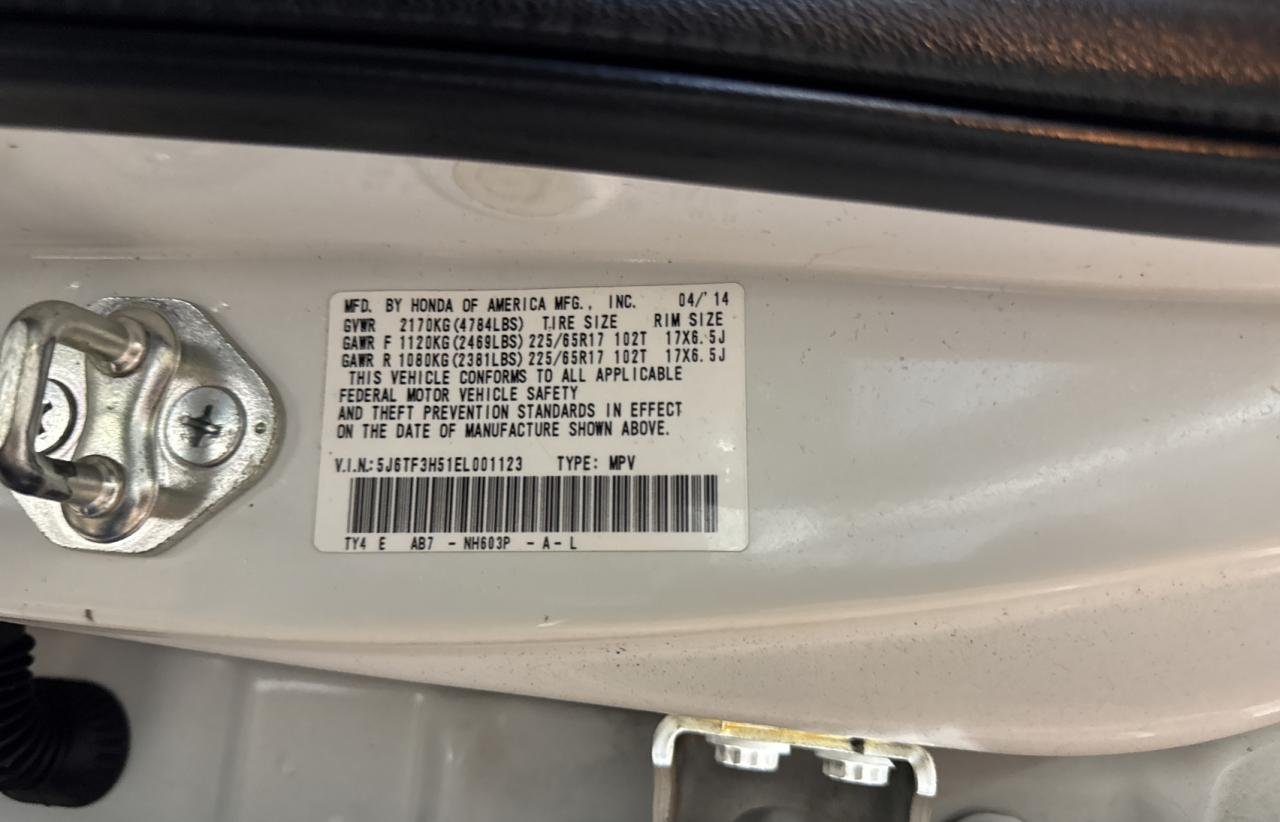 MFD. BY HONDA OF AMERICA MFG., INC. 04/'14
GVWR 2170KG(4784LBS) TIRE SIZE RIM SIZE
GAWR F 1120KG(2469LBS) 225/65R17 102T 17X6.5J
GAWR R 1080KG(2381LBS) 225/65R17 102T 17X6.5J
THIS VEHICLE CONFORMS TO ALL APPLICABLE
FEDERAL MOTOR VEHICLE SAFETY
AND THEFT PREVENTION STANDARDS IN EFFECT
ON THE DATE OF MANUFACTURE SHOWN ABOVE.
V.I.N.: 5J6TF3H51EL001123 TYPE: MPV
TY4 E AB7 - NH603P - A - L